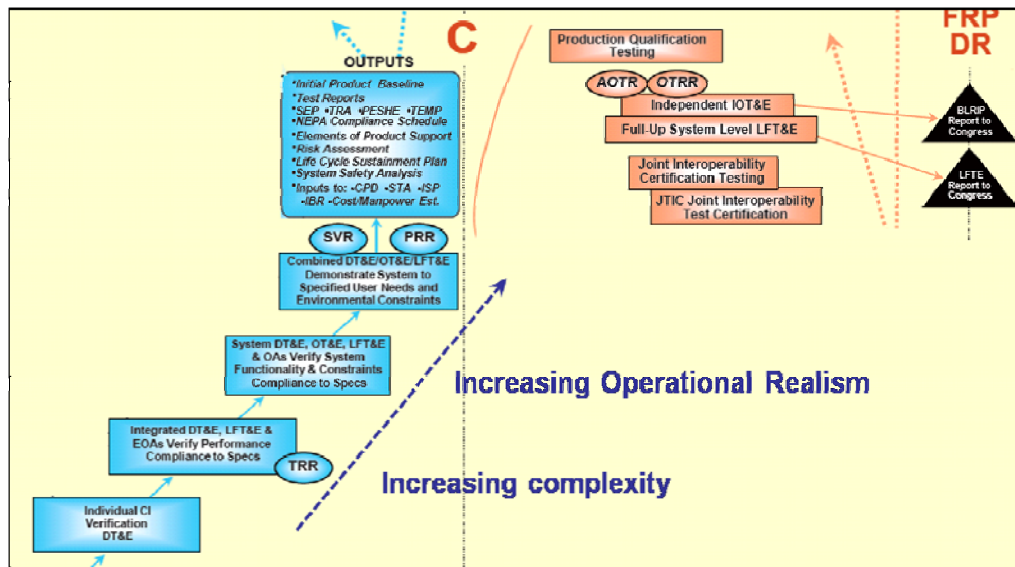 C
OUTPUTS
•Initial Product Baseline
•Test Reports
•SEP •TRA •PESHE •TEMP
•NEPA Compliance Schedule
•Elements of Product Support
•Risk Assessment
•Life Cycle Sustainment Plan
•System Safety Analysis
•Inputs to: -CPD •STA •ISP
-IBR -Cost/Manpower Est.
SVR
PRR
Combined DT&E/OT&E/LFT&E
Demonstrate System to
Specified User Needs and
Environmental Constraints
System DT&E, OT&E, LFT&E
& OAs Verify System
Functionality & Constraints
Compliance to Specs
Integrated DT&E, LFT&E &
EOAs Verify Performance
Compliance to Specs
TRR
Individual CI
Verification
DT&E
Increasing Operational Realism
Increasing complexity
Production Qualification
Testing
AOTR
OTRR
Independent IOT&E
Full-Up System Level LFT&E
Joint Interoperability
Certification Testing
JTIC Joint Interoperability
Test Certification
FRP
DR
BLRIP
Report to
Congress
LFTE
Report to
Congress